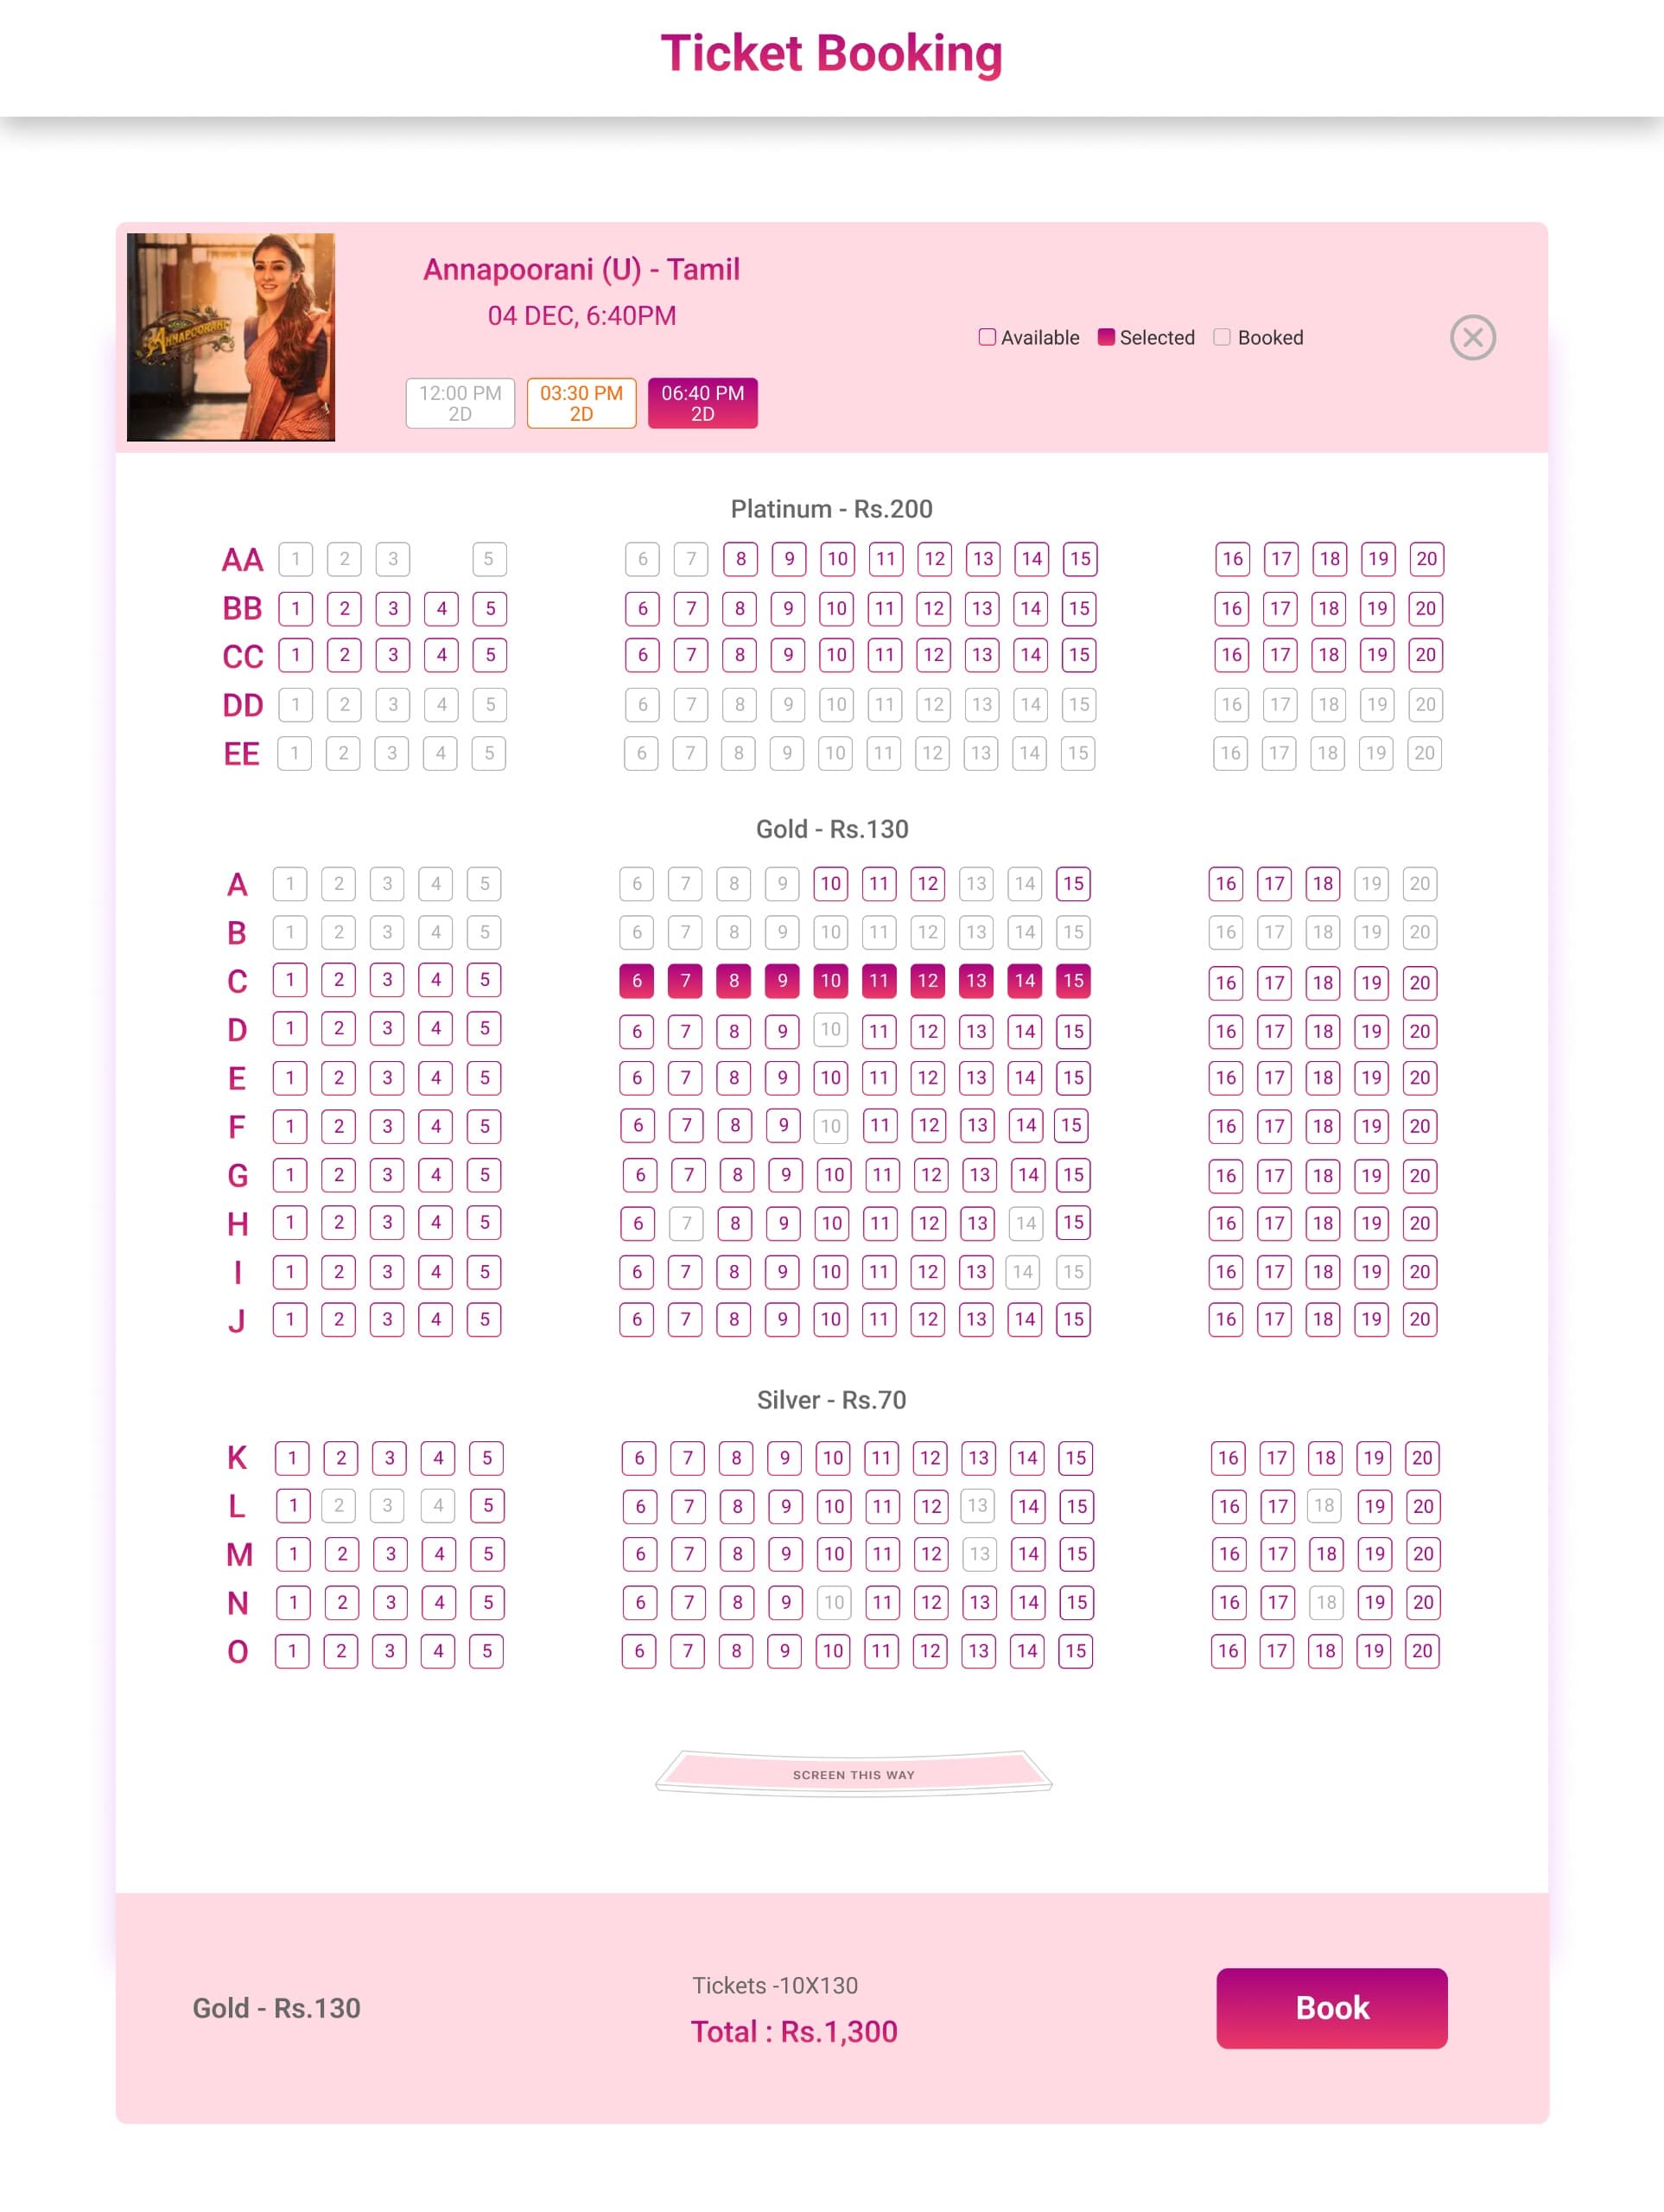 Ticket Booking
ANNAPOORANI
Annapoorani (U) - Tamil
04 DEC, 6:40PM
Available Selected Booked
12:00 PM 03:30 PM 06:40 PM
2D 2D 2D
Platinum - Rs.200
AA 1 2 3 5 6 7 8 9 10 11 12 13 14 15 16 17 18 19 20
BB 1 2 3 4 5 6 7 8 9 10 11 12 13 14 15 16 17 18 19 20
CC 1 2 3 4 5 6 7 8 9 10 11 12 13 14 15 16 17 18 19 20
DD 1 2 3 4 5 6 7 8 9 10 11 12 13 14 15 16 17 18 19 20
EE 1 2 3 4 5 6 7 8 9 10 11 12 13 14 15 16 17 18 19 20
Gold - Rs.130
A 1 2 3 4 5 6 7 8 9 10 11 12 13 14 15 16 17 18 19 20
B 1 2 3 4 5 6 7 8 9 10 11 12 13 14 15 16 17 18 19 20
C 1 2 3 4 5 6 7 8 9 10 11 12 13 14 15 16 17 18 19 20
D 1 2 3 4 5 6 7 8 9 10 11 12 13 14 15 16 17 18 19 20
E 1 2 3 4 5 6 7 8 9 10 11 12 13 14 15 16 17 18 19 20
F 1 2 3 4 5 6 7 8 9 10 11 12 13 14 15 16 17 18 19 20
G 1 2 3 4 5 6 7 8 9 10 11 12 13 14 15 16 17 18 19 20
H 1 2 3 4 5 6 7 8 9 10 11 12 13 14 15 16 17 18 19 20
I 1 2 3 4 5 6 7 8 9 10 11 12 13 14 15 16 17 18 19 20
J 1 2 3 4 5 6 7 8 9 10 11 12 13 14 15 16 17 18 19 20
Silver - Rs.70
K 1 2 3 4 5 6 7 8 9 10 11 12 13 14 15 16 17 18 19 20
L 1 2 3 4 5 6 7 8 9 10 11 12 13 14 15 16 17 18 19 20
M 1 2 3 4 5 6 7 8 9 10 11 12 13 14 15 16 17 18 19 20
N 1 2 3 4 5 6 7 8 9 10 11 12 13 14 15 16 17 18 19 20
O 1 2 3 4 5 6 7 8 9 10 11 12 13 14 15 16 17 18 19 20
SCREEN THIS WAY
Gold - Rs.130
Tickets -10X130
Total : Rs.1,300
Book